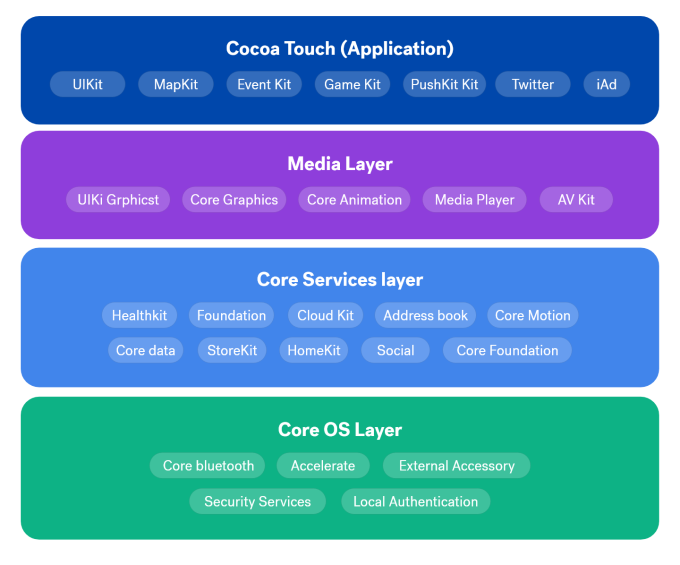 Cocoa Touch (Application)
UIKit MapKit Event Kit Game Kit PushKit Kit Twitter iAd
Media Layer
UIKi Grphicst Core Graphics Core Animation Media Player AV Kit
Core Services layer
Healthkit Foundation Cloud Kit Address book Core Motion
Core data StoreKit HomeKit Social Core Foundation
Core OS Layer
Core bluetooth Accelerate External Accessory
Security Services Local Authentication